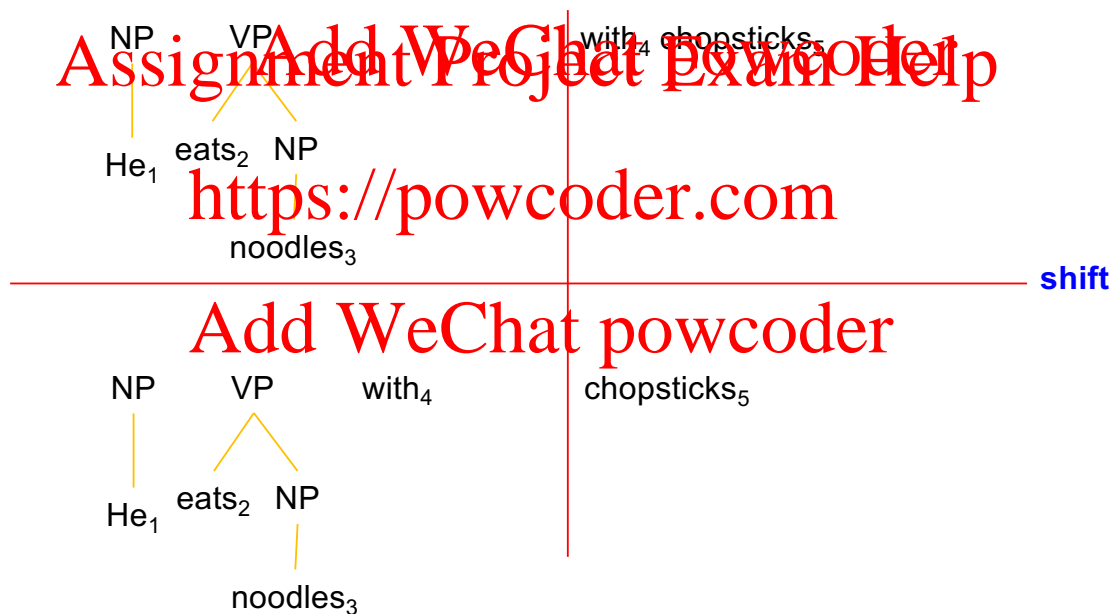 NP VP with₄ chopsticks₅
Add WeChat powcoder
Assignment Project Exam Help
He₁ eats₂ NP
https://powcoder.com
noodles₃
shift
Add WeChat powcoder
NP VP with₄ chopsticks₅
He₁ eats₂ NP
noodles₃